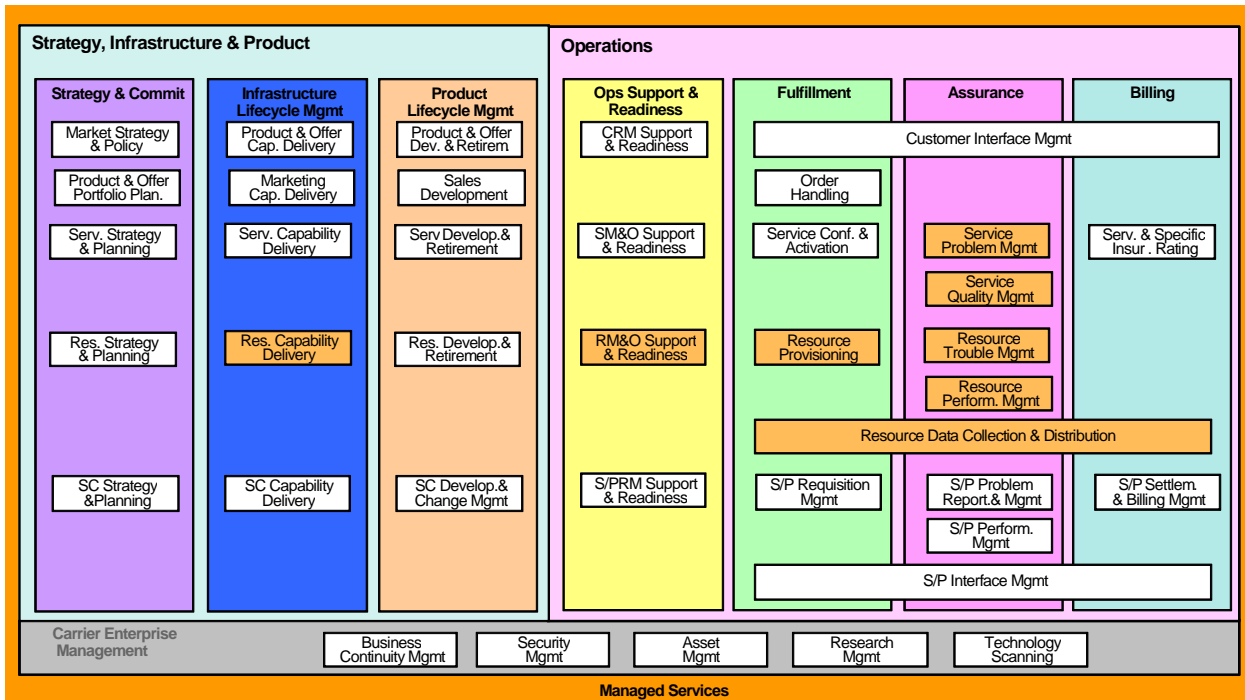 Strategy, Infrastructure & Product
Operations
Strategy & Commit
Infrastructure
Lifecycle Mgmt
Product
Lifecycle Mgmt
Ops Support &
Readiness
Fulfillment
Assurance
Billing
Market Strategy
& Policy
Product & Offer
Cap. Delivery
Product & Offer
Dev. & Retirem.
CRM Support
& Readiness
Customer Interface Mgmt
Product & Offer
Portfolio Plan.
Marketing
Cap. Delivery
Sales
Development
Order
Handling
Serv. Strategy
& Planning
Serv. Capability
Delivery
Serv Develop.&
Retirement
SM&O Support
& Readiness
Service Conf. &
Activation
Service
Problem Mgmt
Serv. & Specific
Insur . Rating
Service
Quality Mgmt
Res. Strategy
& Planning
Res. Capability
Delivery
Res. Develop.&
Retirement
RM&O Support
& Readiness
Resource
Provisioning
Resource
Trouble Mgmt
Resource
Perform. Mgmt
Resource Data Collection & Distribution
SC Strategy
&Planning
SC Capability
Delivery
SC Develop.&
Change Mgmt
S/PRM Support
& Readiness
S/P Requisition
Mgmt
S/P Problem
Report.& Mgmt
S/P Settlem.
& Billing Mgmt
S/P Perform.
Mgmt
S/P Interface Mgmt
Carrier Enterprise
Management
Business
Continuity Mgmt
Security
Mgmt
Asset
Mgmt
Research
Mgmt
Technology
Scanning
Managed Services